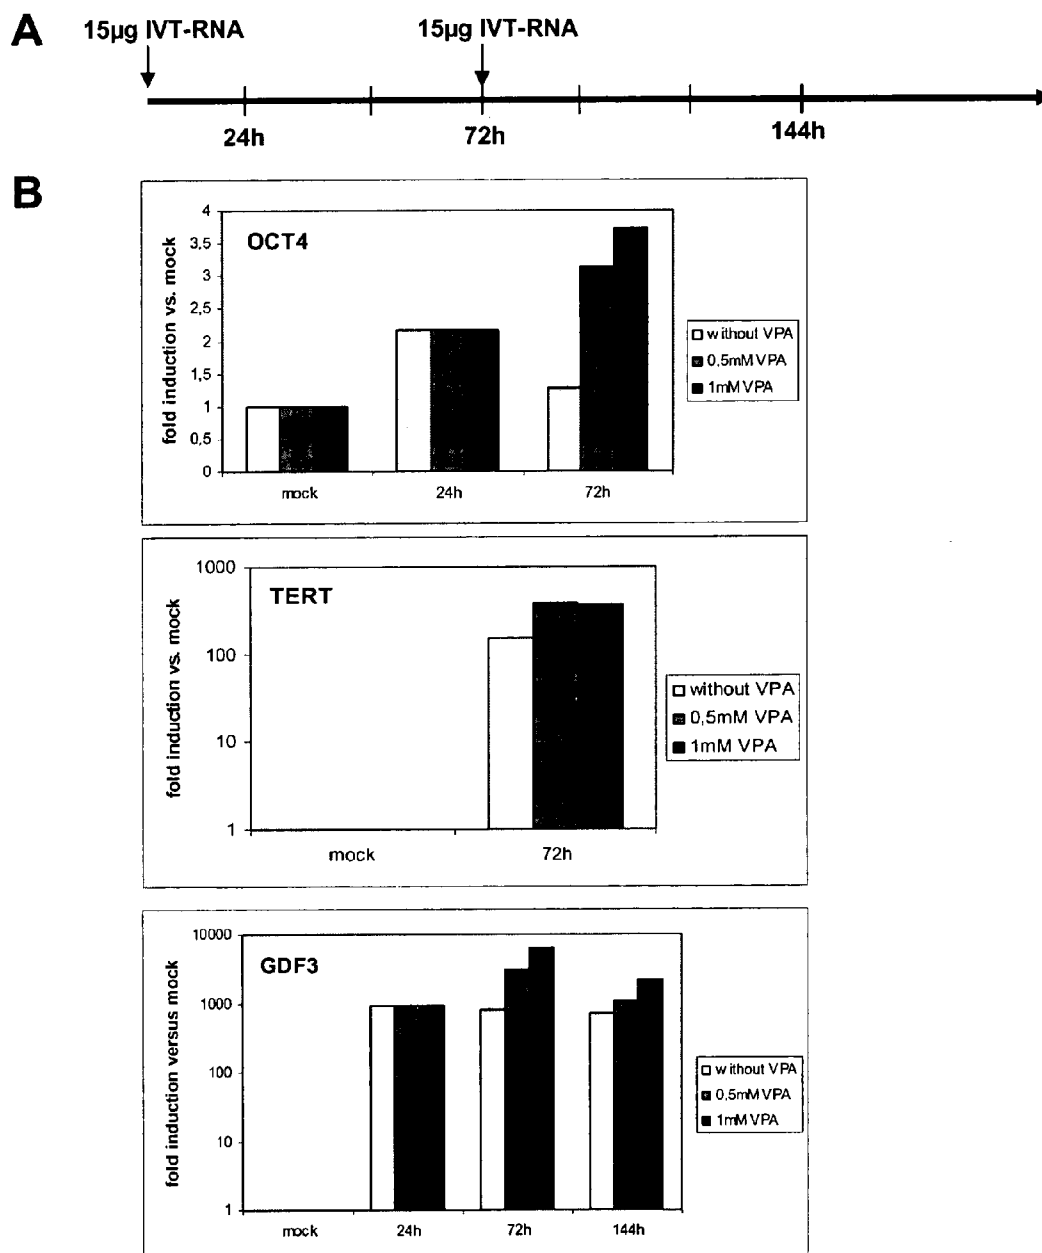 A
15µg IVT-RNA
15µg IVT-RNA
24h
72h
144h
B
fold induction vs. mock
OCT4
4
3,5
3
2,5
2
1,5
1
0,5
0
mock
24h
72h
without VPA
0,5mM VPA
1mM VPA
fold induction vs. mock
TERT
1000
100
10
1
mock
72h
without VPA
0,5mM VPA
1mM VPA
fold induction versus mock
GDF3
10000
1000
100
10
1
mock
24h
72h
144h
without VPA
0,5mM VPA
1mM VPA